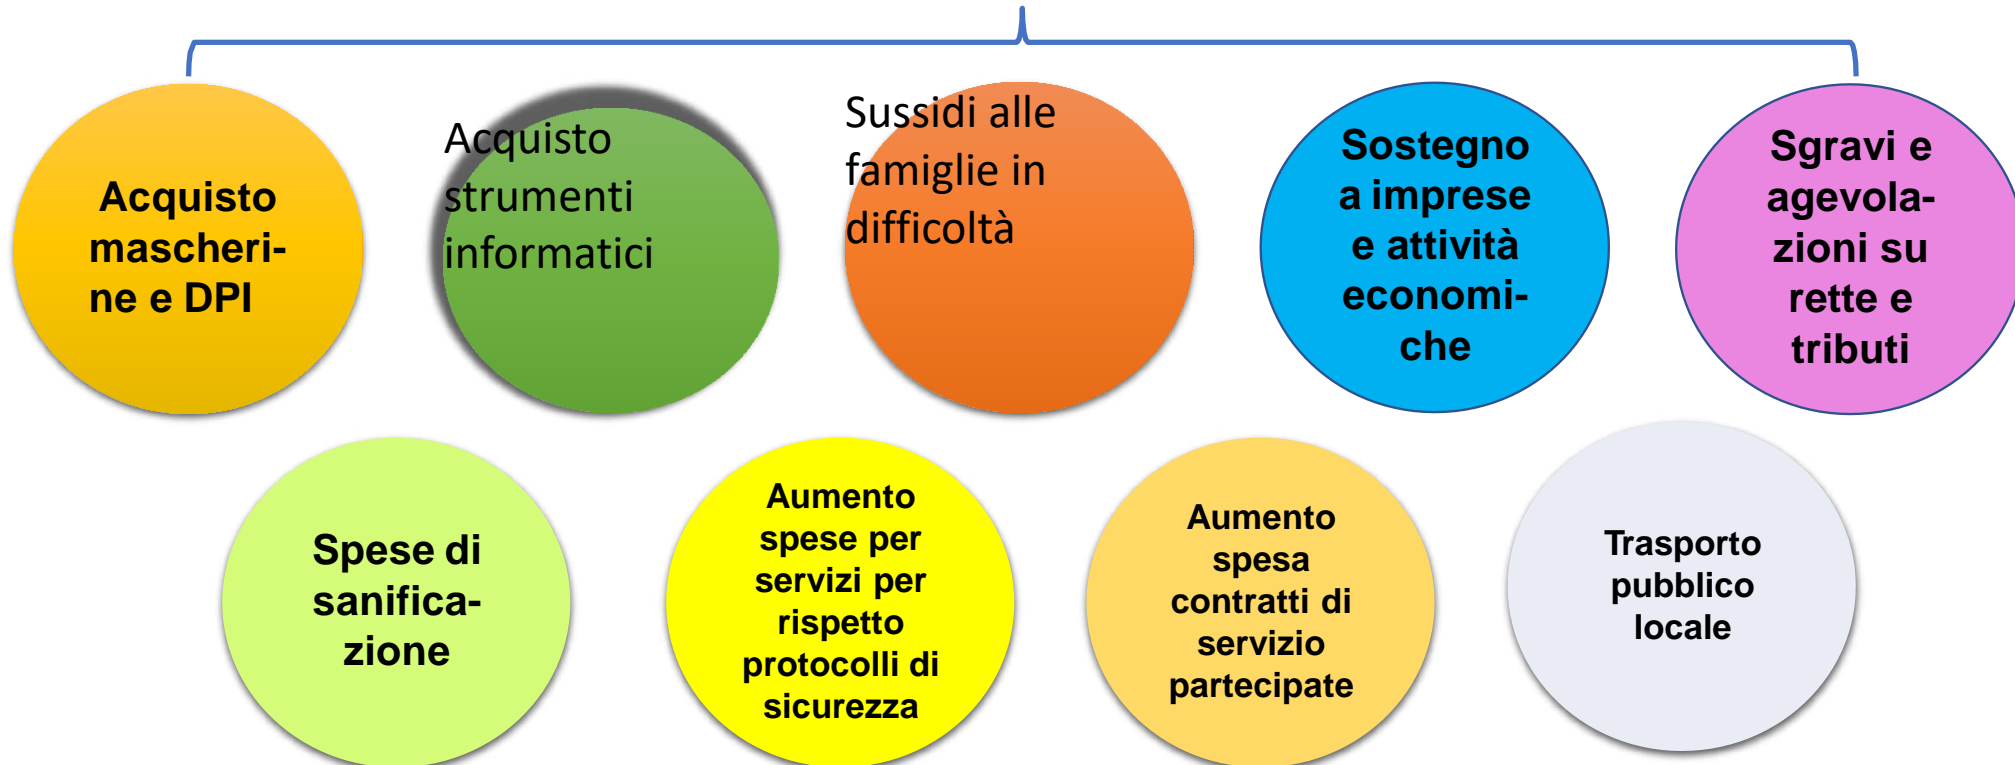 Acquisto
mascheri-
ne e DPI
Acquisto
strumenti
informatici
Sussidi alle
famiglie in
difficoltà
Sostegno
a imprese
e attività
economi-
che
Sgravi e
agevola-
zioni su
rette e
tributi
Spese di
sanifica-
zione
Aumento
spese per
servizi per
rispetto
protocolli di
sicurezza
Aumento
spesa
contratti di
servizio
partecipate
Trasporto
pubblico
locale